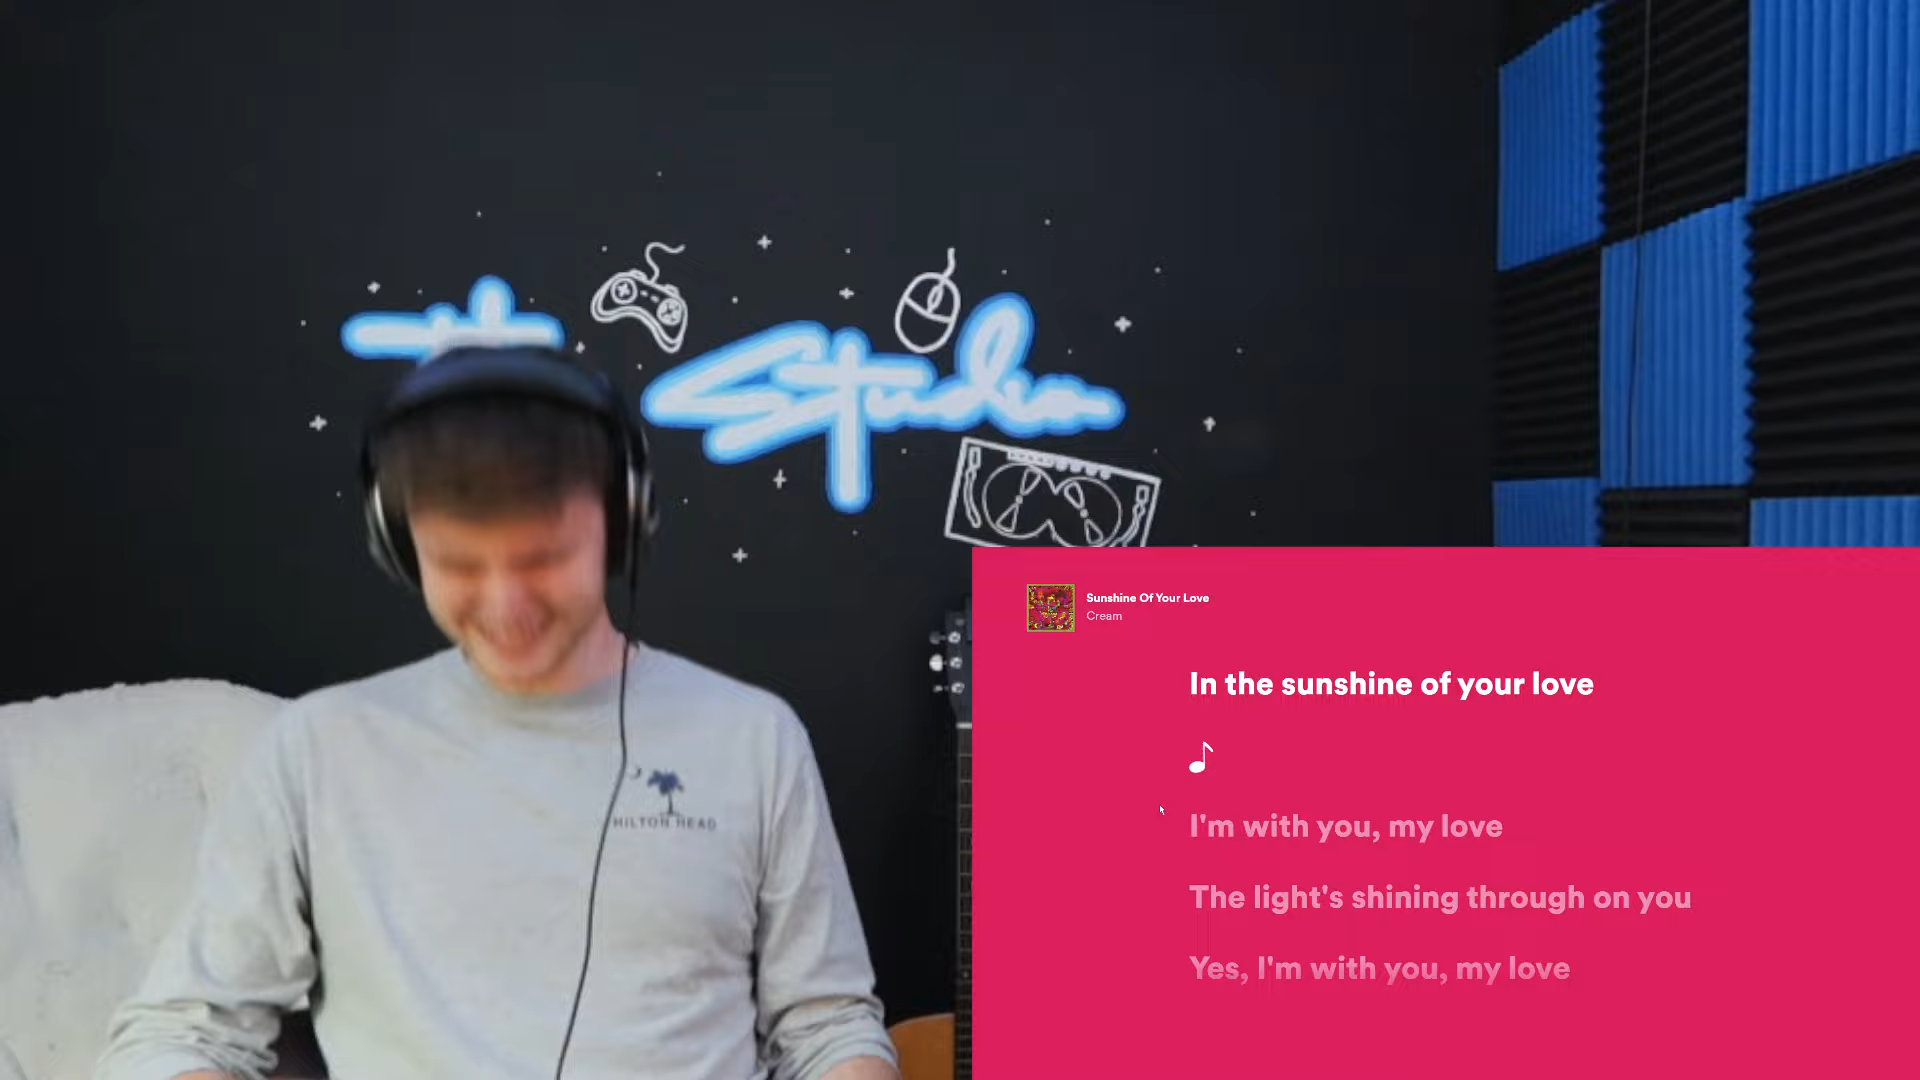 Studio
HILTON HEAD
Sunshine Of Your Love
Cream
In the sunshine of your love
I'm with you, my love
The light's shining through on you
Yes, I'm with you, my love